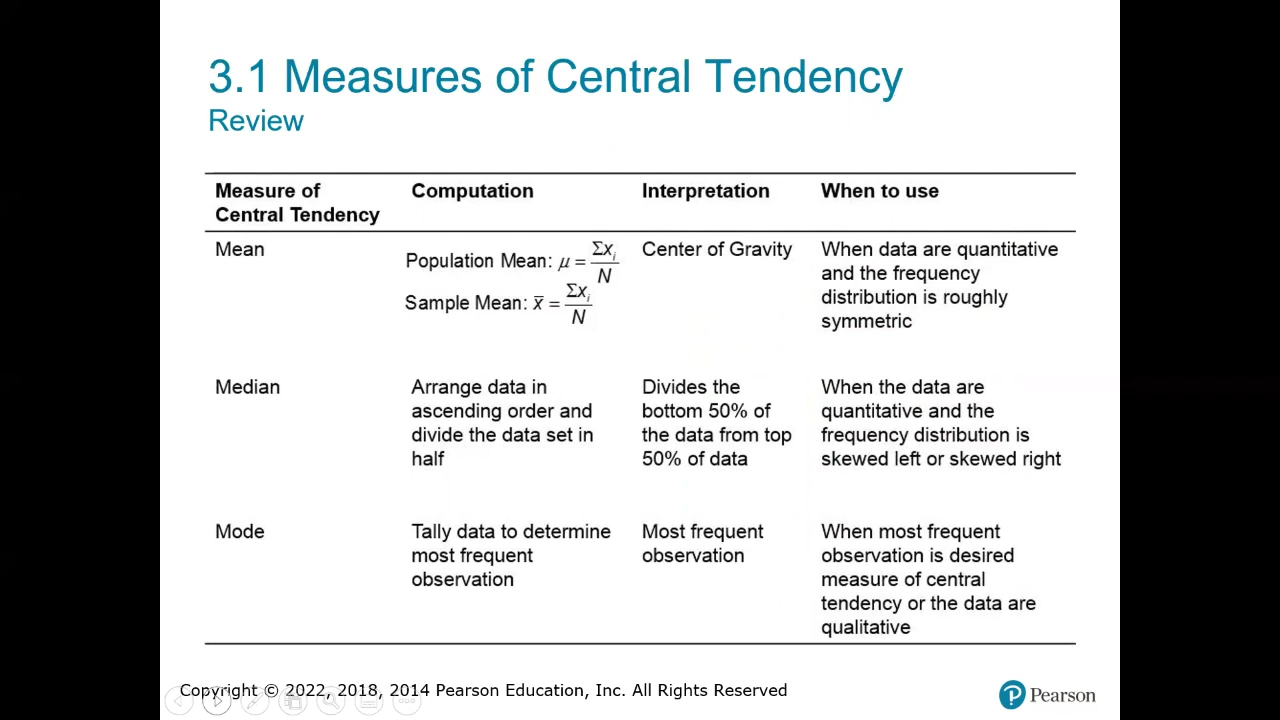 3.1 Measures of Central Tendency
Review
Measure of
Central Tendency
Computation
Interpretation
When to use
Mean
Population Mean: μ = Σxᵢ / N
Sample Mean: x̄ = Σxᵢ / N
Center of Gravity
When data are quantitative
and the frequency
distribution is roughly
symmetric
Median
Arrange data in
ascending order and
divide the data set in
half
Divides the
bottom 50% of
the data from top
50% of data
When the data are
quantitative and the
frequency distribution is
skewed left or skewed right
Mode
Tally data to determine
most frequent
observation
Most frequent
observation
When most frequent
observation is desired
measure of central
tendency or the data are
qualitative
Copyright © 2022, 2018, 2014 Pearson Education, Inc. All Rights Reserved
P Pearson